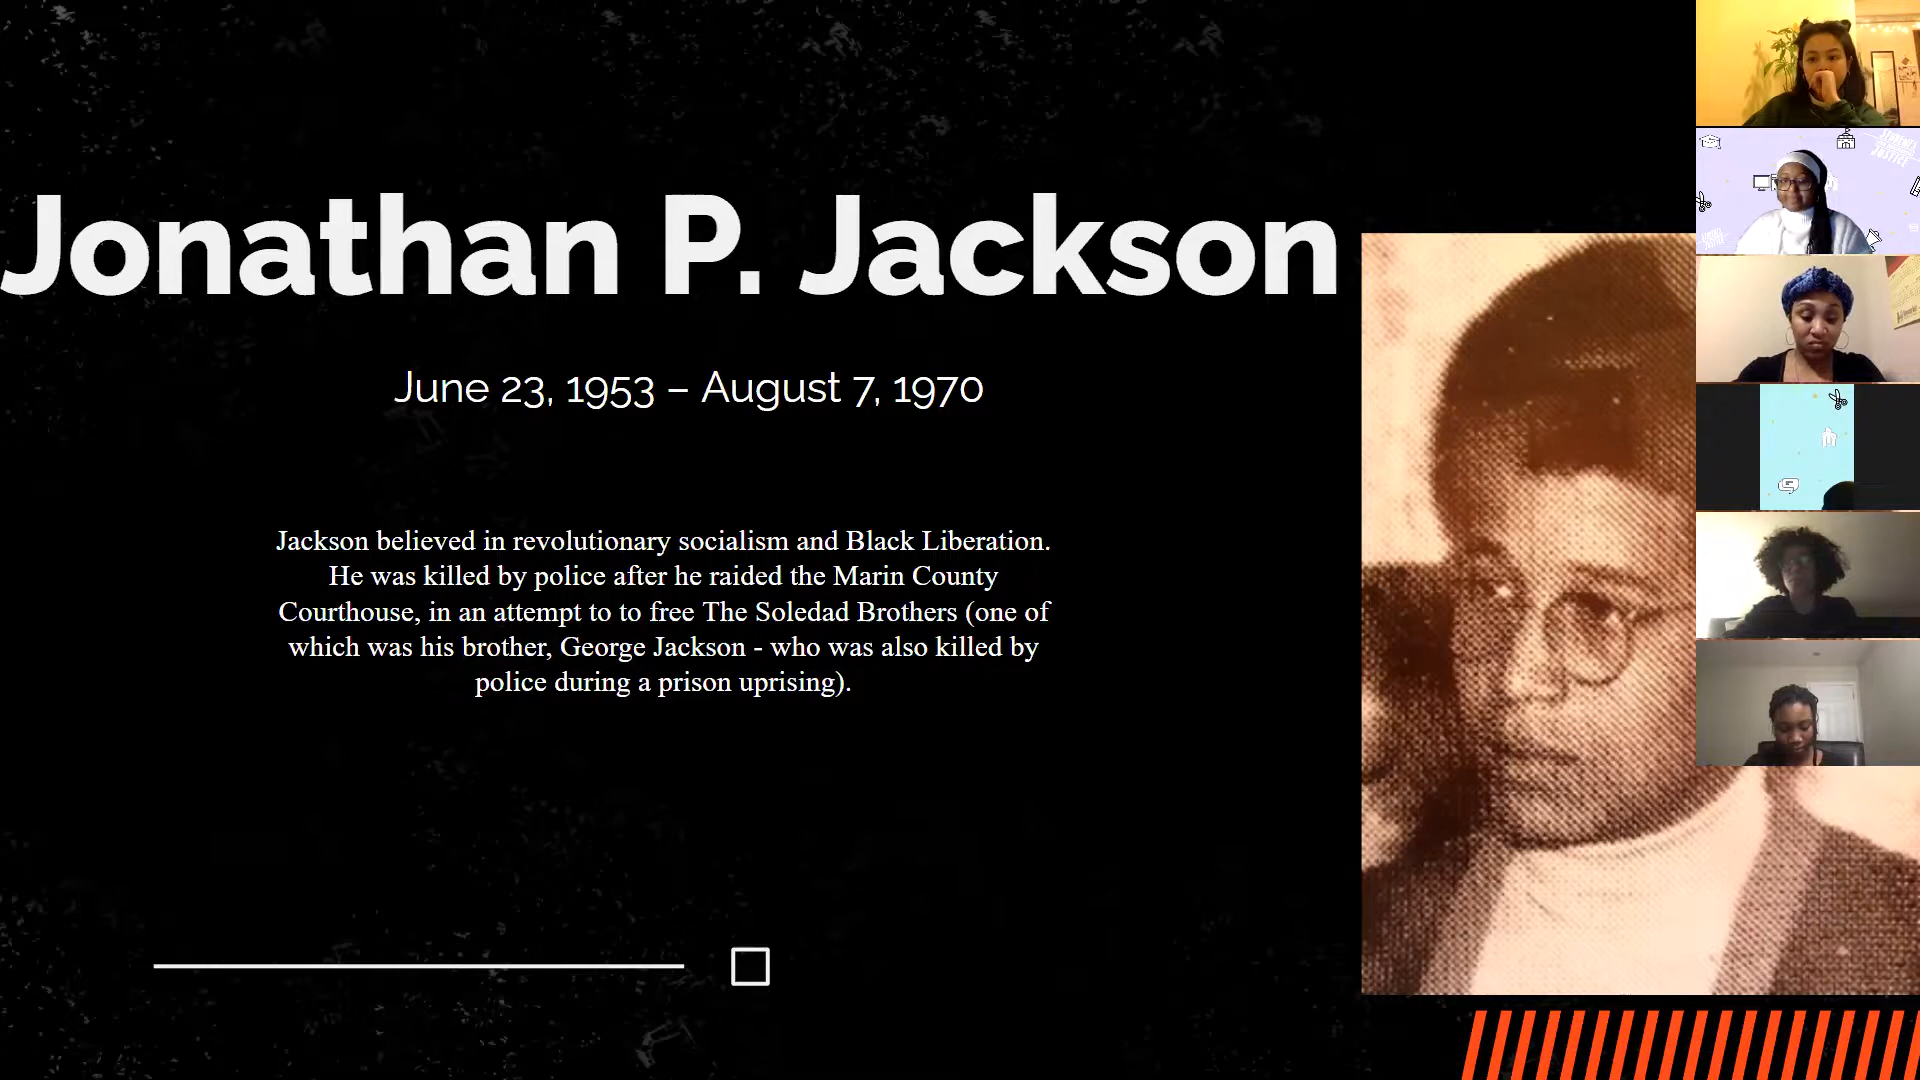 Jonathan P. Jackson
June 23, 1953 – August 7, 1970
Jackson believed in revolutionary socialism and Black Liberation.
He was killed by police after he raided the Marin County
Courthouse, in an attempt to to free The Soledad Brothers (one of
which was his brother, George Jackson - who was also killed by
police during a prison uprising).
JUSTICE